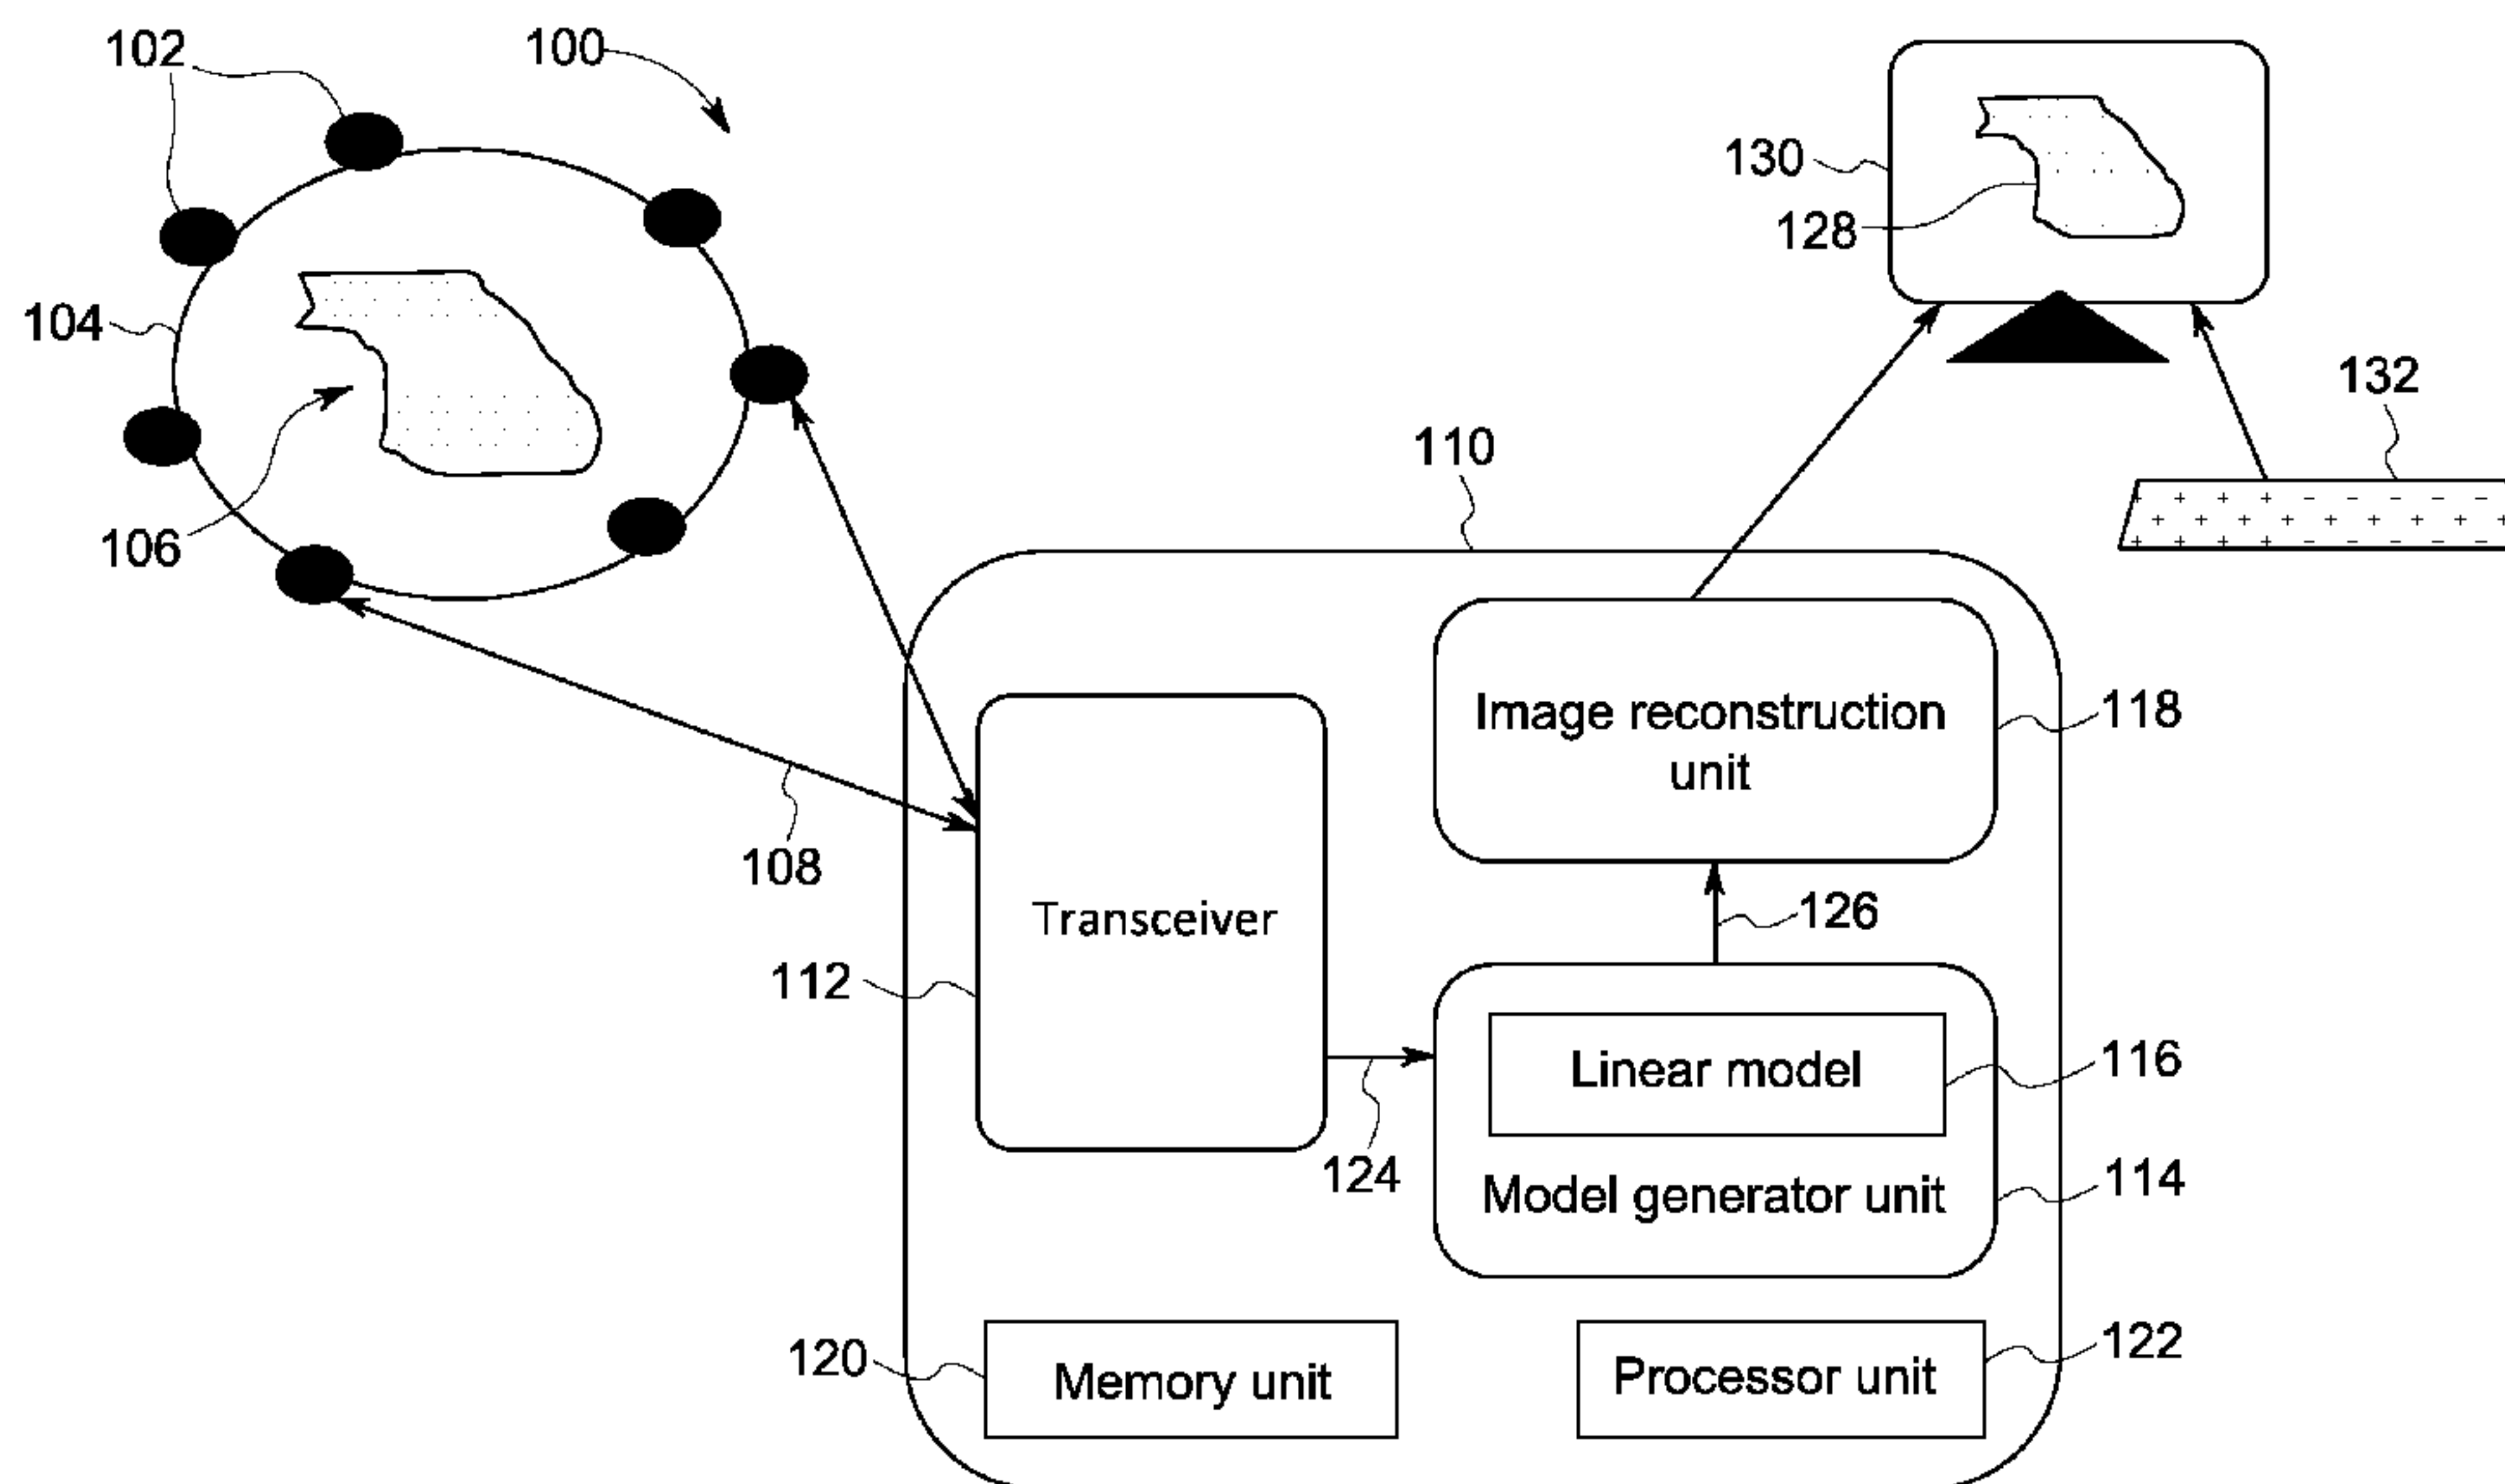 102
100
130
128
104
132
110
106
Image reconstruction
unit
118
108
126
Transceiver
112
Linear model
116
124
Model generator unit
114
120
Memory unit
Processor unit
122